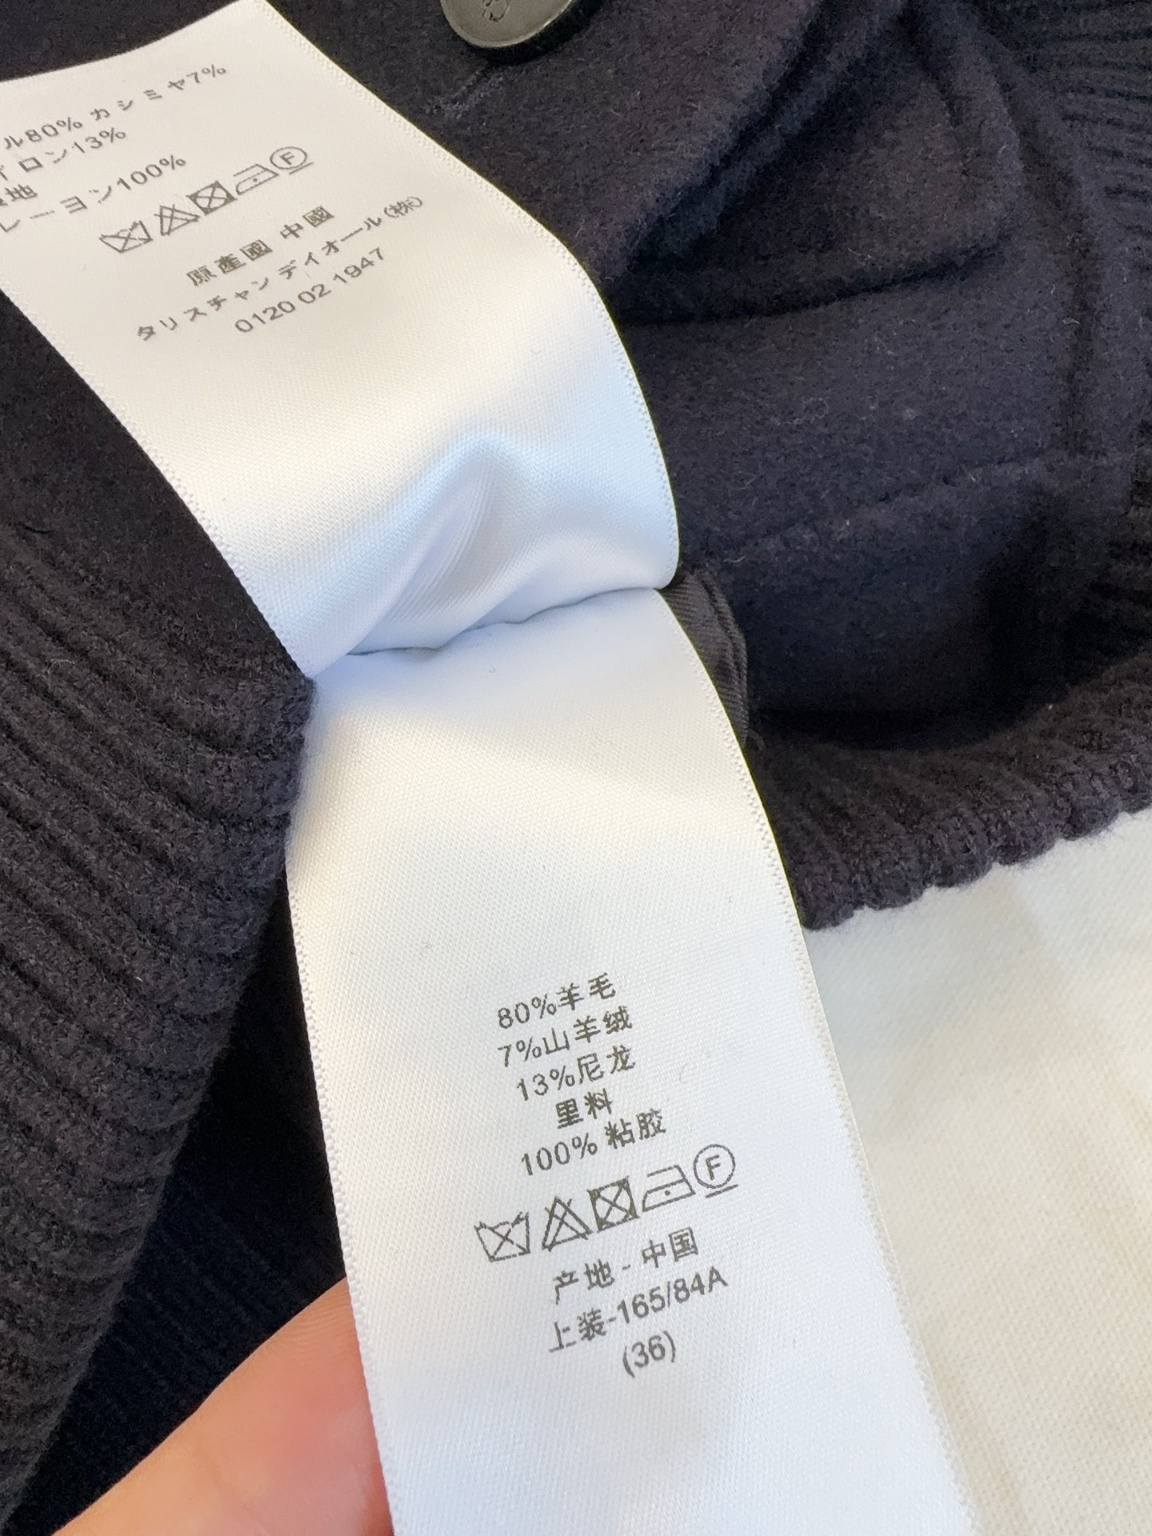 ル80% カシミヤ7%
イロン13%
地
レーヨン100%
F
原産國 中國
タリスチャンデイオール(株)
0120 02 1947
80%羊毛
7%山羊绒
13%尼龙
里料
100% 粘胶
F
产地 - 中国
上装-165/84A
(36)